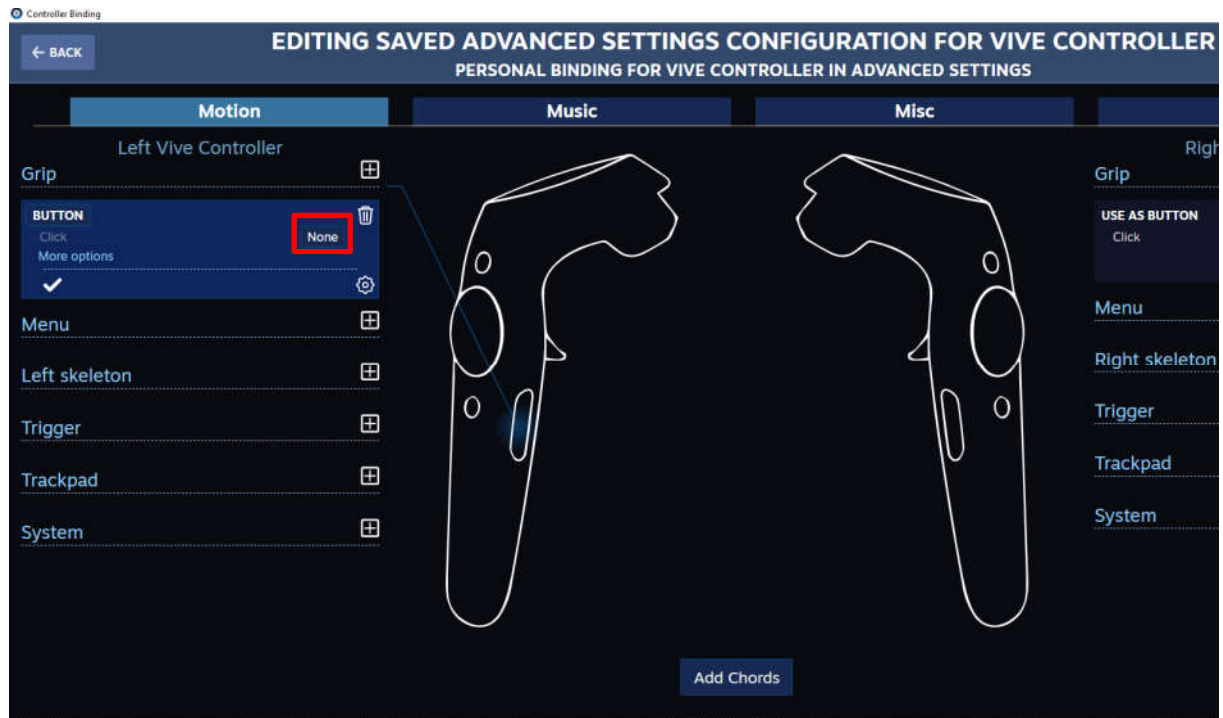 Controller Binding
← BACK
EDITING SAVED ADVANCED SETTINGS CONFIGURATION FOR VIVE CONTROLLER
PERSONAL BINDING FOR VIVE CONTROLLER IN ADVANCED SETTINGS
Motion
Music
Misc
Left Vive Controller
Grip
BUTTON
Click
None
More options
Menu
Left skeleton
Trigger
Trackpad
System
Add Chords
Grip
USE AS BUTTON
Click
Menu
Right skeleton
Trigger
Trackpad
System